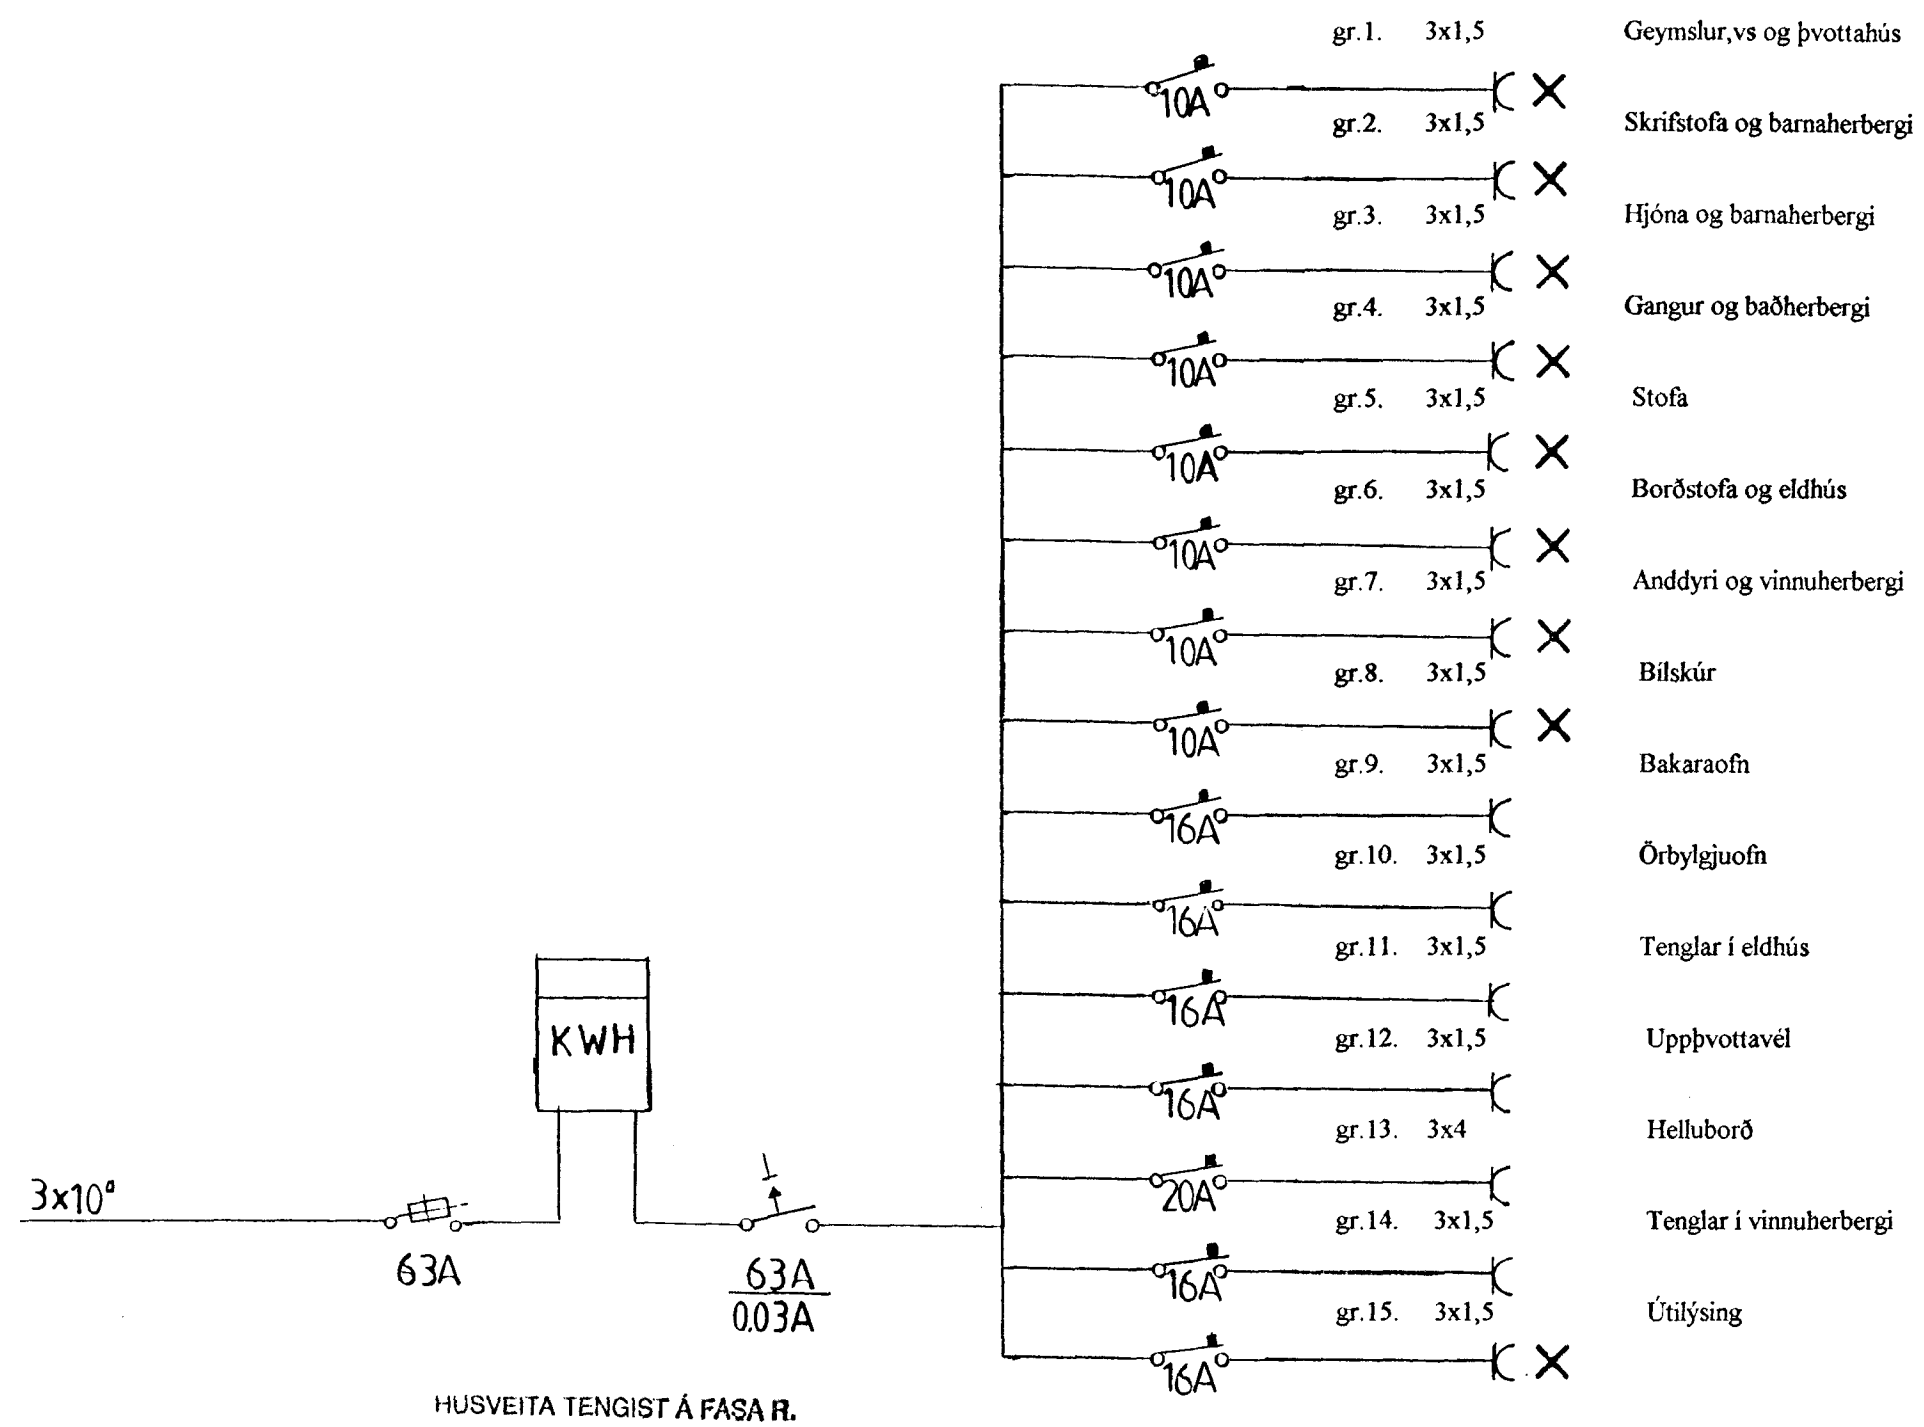 gr.1. 3x1,5 Geymslur,vs og þvottahús
10A
gr.2. 3x1,5 Skrifstofa og barnaherbergi
10A
gr.3. 3x1,5 Hjóna og barnaherbergi
10A
gr.4. 3x1,5 Gangur og baðherbergi
10A
gr.5. 3x1,5 Stofa
10A
gr.6. 3x1,5 Borðstofa og eldhús
10A
gr.7. 3x1,5 Anddyri og vinnuherbergi
10A
gr.8. 3x1,5 Bílskúr
10A
gr.9. 3x1,5 Bakaraofn
16A
gr.10. 3x1,5 Örbylgjuofn
16A
gr.11. 3x1,5 Tenglar í eldhús
16A
gr.12. 3x1,5 Uppþvottavél
16A
gr.13. 3x4 Helluborð
20A
gr.14. 3x1,5 Tenglar í vinnuherbergi
16A
gr.15. 3x1,5 Útilýsing
16A
KWH
3x10º
63A
63A
0.03A
HUSVEITA TENGIST Á FASA R.